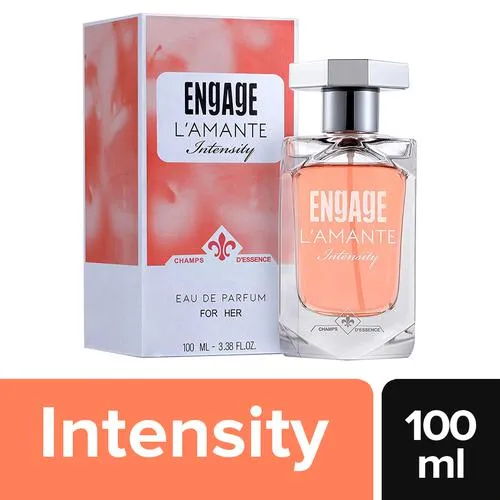 ENGAGE
L'AMANTE
Intensity
CHAMPS D'ESSENCE
EAU DE PARFUM
FOR HER
100 ML - 3.38 FL.OZ.
ENGAGE
L'AMANTE
Intensity
CHAMPS D'ESSENCE
Intensity
100
ml